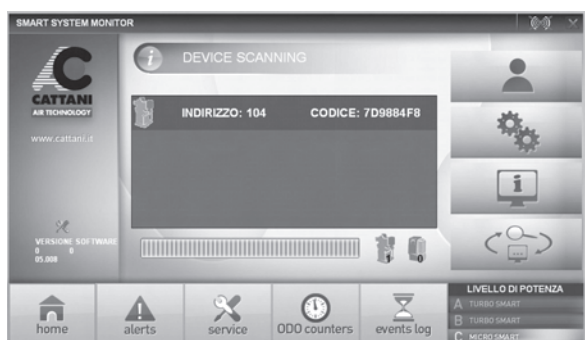 SMART SYSTEM MONITOR
DEVICE SCANNING
AC
CATTANI
AIR TECHNOLOGY
www.cattani.it
INDIRIZZO: 104 CODICE: 7D9884F8
VERSIONE SOFTWARE
0 0
05.008
1 0
home alerts service ODO counters events log
LIVELLO DI POTENZA
A TURBO SMART
B TURBO SMART
C MICRO SMART